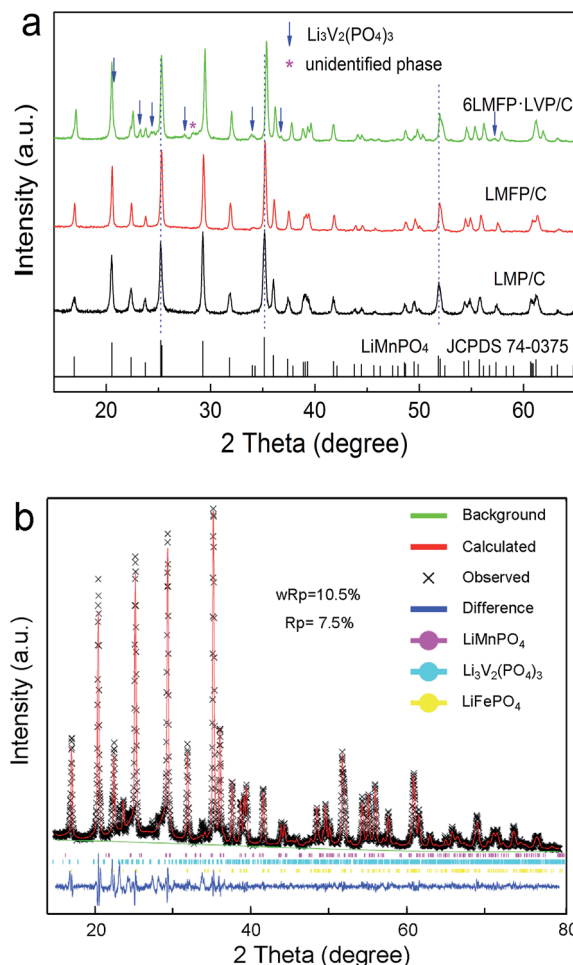 a
Li₃V₂(PO₄)₃
* unidentified phase
6LMFP·LVP/C
LMFP/C
LMP/C
LiMnPO₄ JCPDS 74-0375
Intensity (a.u.)
20 30 40 50 60
2 Theta (degree)
b
Background
Calculated
Observed
Difference
LiMnPO₄
Li₃V₂(PO₄)₃
LiFePO₄
wRp=10.5%
Rp= 7.5%
Intensity (a.u.)
20 40 60 80
2 Theta (degree)